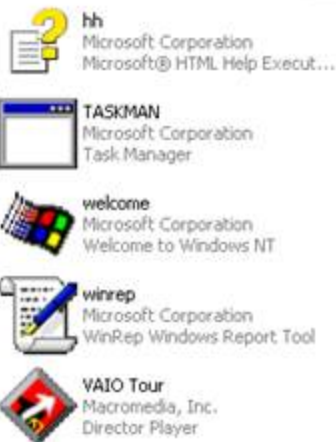 hh
Microsoft Corporation
Microsoft® HTML Help Execut...
TASKMAN
Microsoft Corporation
Task Manager
welcome
Microsoft Corporation
Welcome to Windows NT
winrep
Microsoft Corporation
WinRep Windows Report Tool
VAIO Tour
Macromedia, Inc.
Director Player